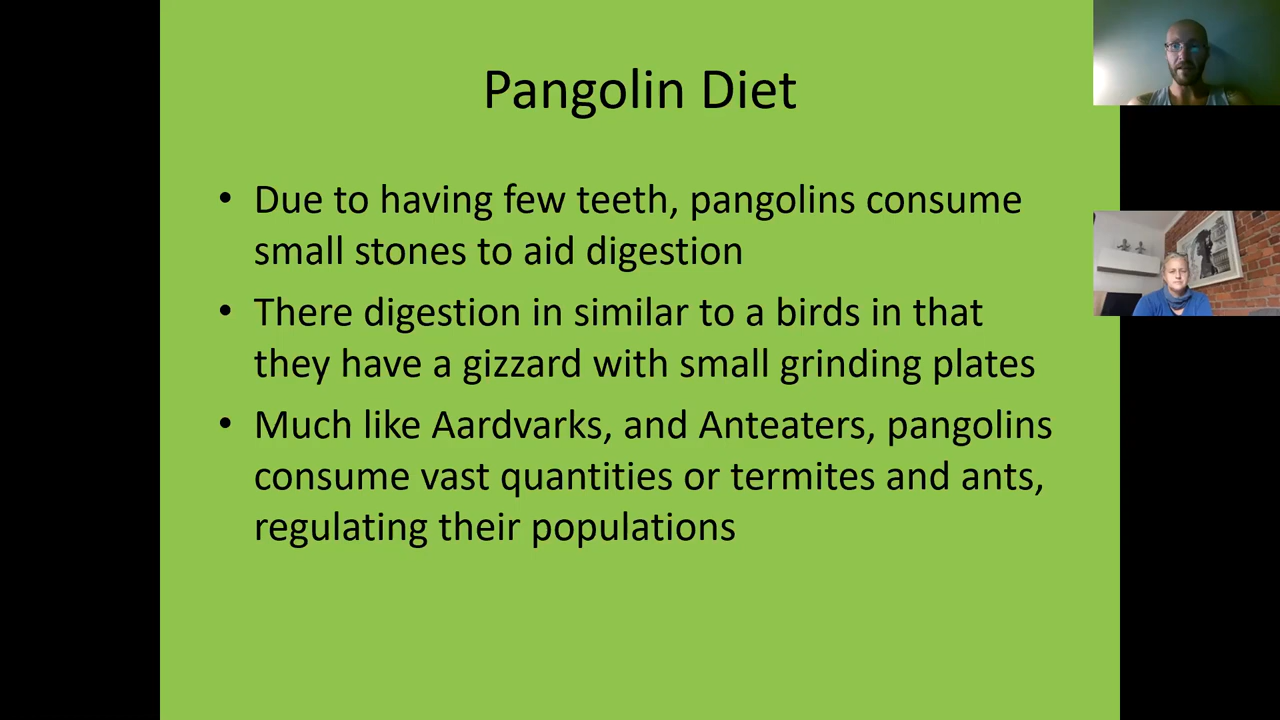 Pangolin Diet
• Due to having few teeth, pangolins consume
small stones to aid digestion
• There digestion in similar to a birds in that
they have a gizzard with small grinding plates
• Much like Aardvarks, and Anteaters, pangolins
consume vast quantities or termites and ants,
regulating their populations